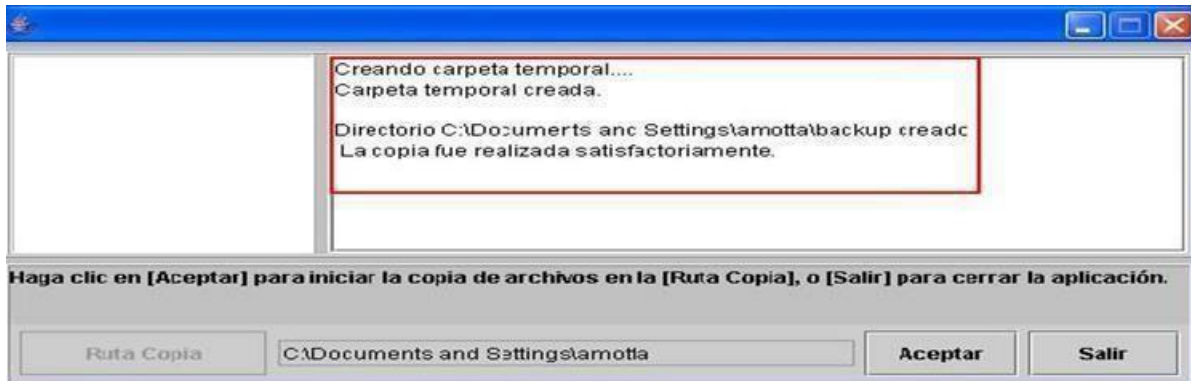 Creando carpeta temporal....
Carpeta temporal creada.
Directorio C:\Documents and Settings\amotta\backup creado
La copia fue realizada satisfactoriamente.
Haga clic en [Aceptar] para iniciar la copia de archivos en la [Ruta Copia], o [Salir] para cerrar la aplicación.
Ruta Copia
C:\Documents and Settings\amotta
Aceptar
Salir